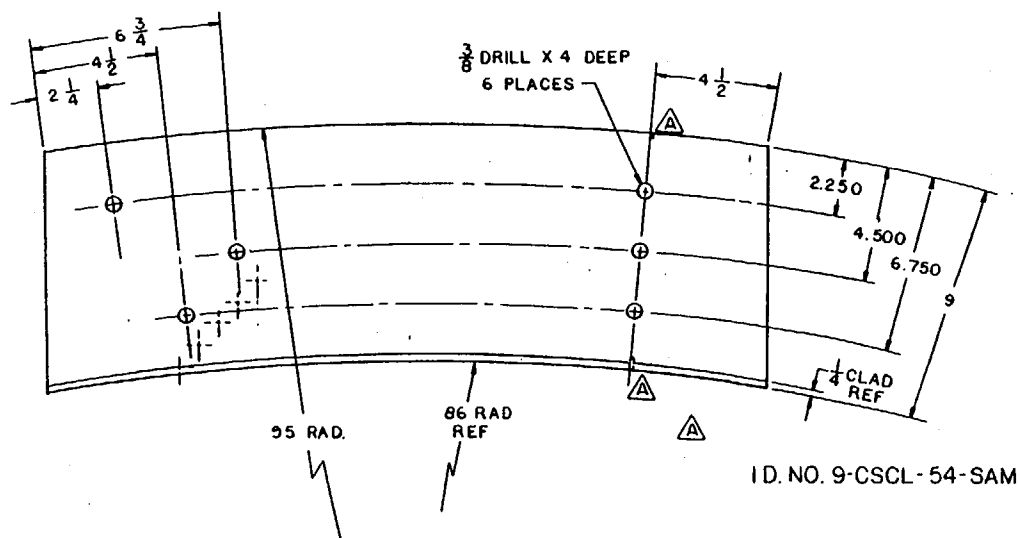 6 3/4
4 1/2
2 1/4
3/8 DRILL X 4 DEEP
6 PLACES
4 1/2
A
2.250
4.500
6.750
9
1/4 CLAD
REF
A
A
95 RAD.
86 RAD
REF
I D. NO. 9-CSCL-54-SAM